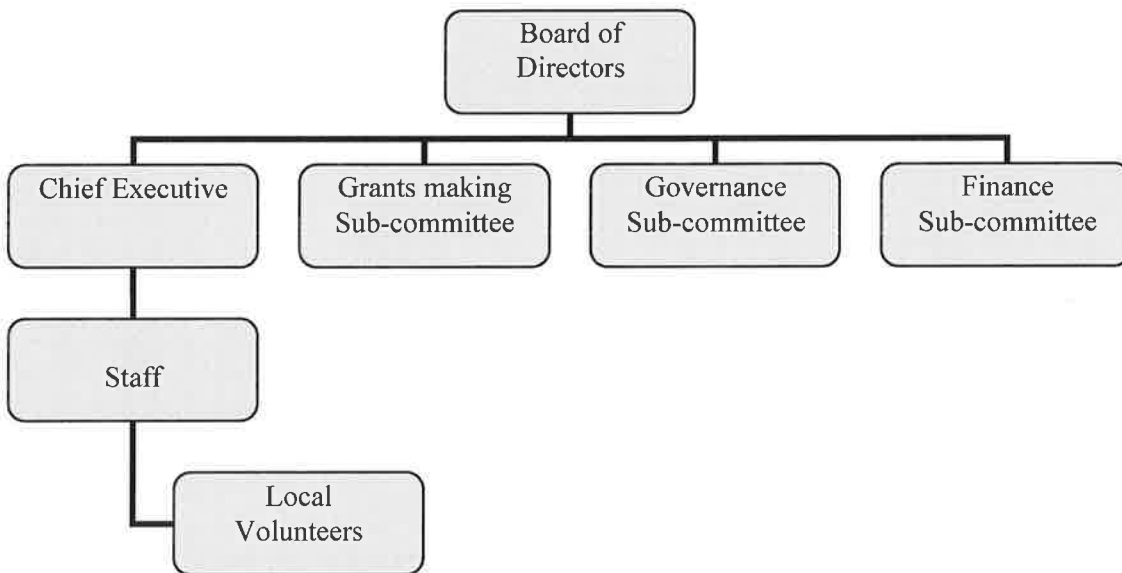 Board of
Directors
Chief Executive
Grants making
Sub-committee
Governance
Sub-committee
Finance
Sub-committee
Staff
Local
Volunteers